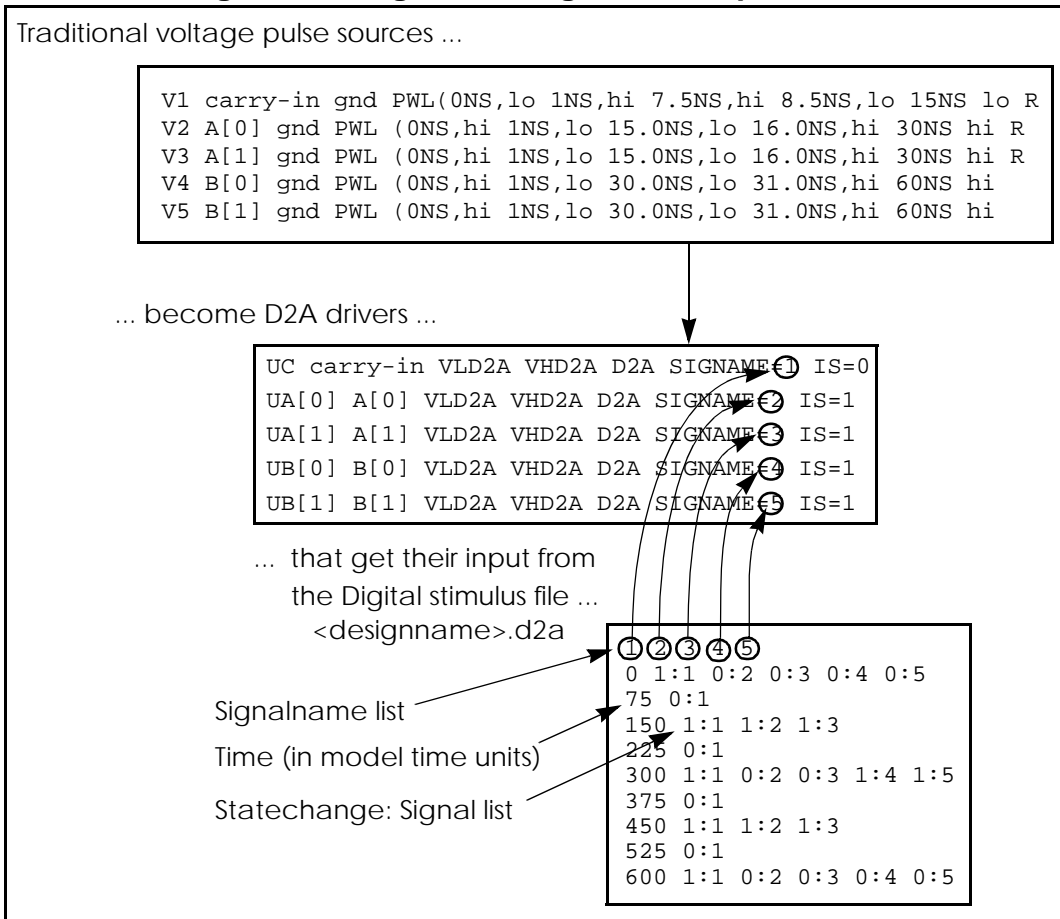 Traditional voltage pulse sources ...
V1 carry-in gnd PWL(0NS,lo 1NS,hi 7.5NS,hi 8.5NS,lo 15NS lo R
V2 A[0] gnd PWL (0NS,hi 1NS,lo 15.0NS,lo 16.0NS,hi 30NS hi R
V3 A[1] gnd PWL (0NS,hi 1NS,lo 15.0NS,lo 16.0NS,hi 30NS hi R
V4 B[0] gnd PWL (0NS,hi 1NS,lo 30.0NS,lo 31.0NS,hi 60NS hi
V5 B[1] gnd PWL (0NS,hi 1NS,lo 30.0NS,lo 31.0NS,hi 60NS hi
... become D2A drivers ...
UC carry-in VLD2A VHD2A D2A SIGNAME=1 IS=0
UA[0] A[0] VLD2A VHD2A D2A SIGNAME=2 IS=1
UA[1] A[1] VLD2A VHD2A D2A SIGNAME=3 IS=1
UB[0] B[0] VLD2A VHD2A D2A SIGNAME=4 IS=1
UB[1] B[1] VLD2A VHD2A D2A SIGNAME=5 IS=1
... that get their input from
the Digital stimulus file ...
<designname>.d2a
1 2 3 4 5
0 1:1 0:2 0:3 0:4 0:5
75 0:1
150 1:1 1:2 1:3
225 0:1
300 1:1 0:2 0:3 1:4 1:5
375 0:1
450 1:1 1:2 1:3
525 0:1
600 1:1 0:2 0:3 0:4 0:5
Signalname list
Time (in model time units)
Statechange: Signal list